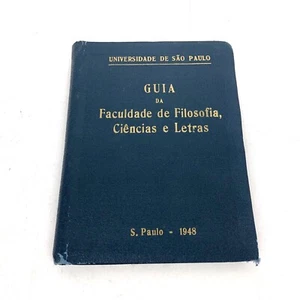 UNIVERSIDADE DE SÃO PAULO
GUIA
DA
Faculdade de Filosofia,
Ciências e Letras
S. Paulo - 1948